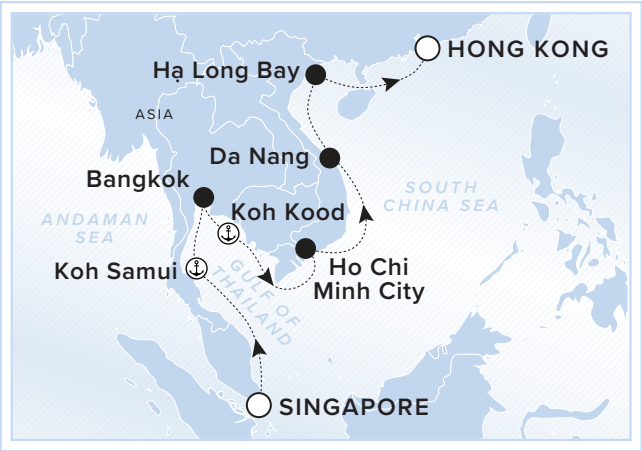 HONG KONG
Hạ Long Bay
ASIA
Da Nang
Bangkok
SOUTH
CHINA SEA
Koh Kood
ANDAMAN
SEA
Koh Samui
GULF OF
THAILAND
Ho Chi
Minh City
SINGAPORE